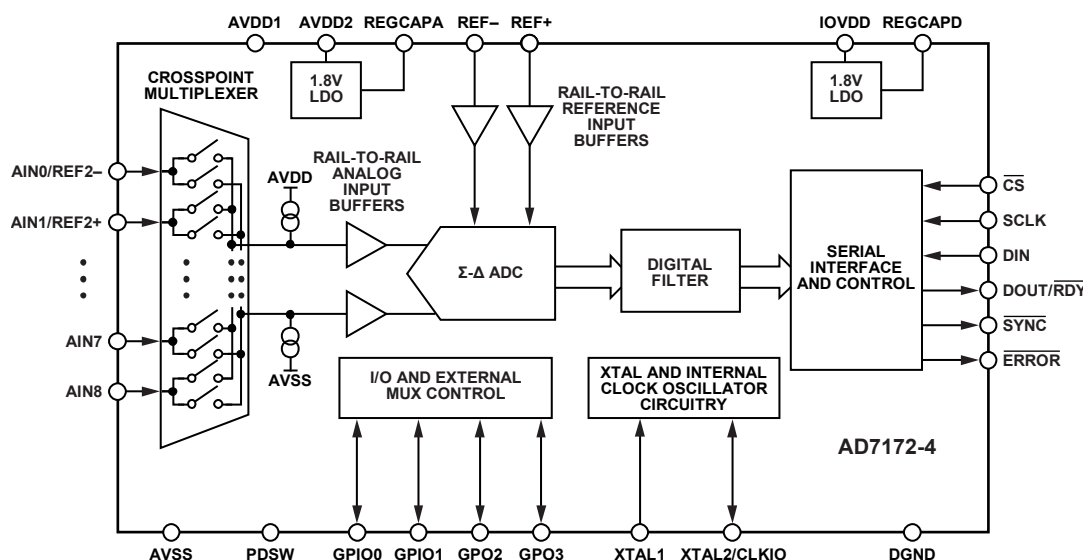 AVDD1
AVDD2
REGCAPA
REF–
REF+
IOVDD
REGCAPD
CROSSPOINT
MULTIPLEXER
1.8V
LDO
RAIL-TO-RAIL
REFERENCE
INPUT
BUFFERS
1.8V
LDO
RAIL-TO-RAIL
ANALOG
INPUT
BUFFERS
AVDD
AIN0/REF2–
AIN1/REF2+
AIN7
AIN8
AVSS
Σ-Δ ADC
DIGITAL
FILTER
SERIAL
INTERFACE
AND CONTROL
CS
SCLK
DIN
DOUT/RDY
SYNC
ERROR
I/O AND EXTERNAL
MUX CONTROL
XTAL AND INTERNAL
CLOCK OSCILLATOR
CIRCUITRY
AD7172-4
AVSS
PDSW
GPIO0
GPIO1
GPO2
GPO3
XTAL1
XTAL2/CLKIO
DGND